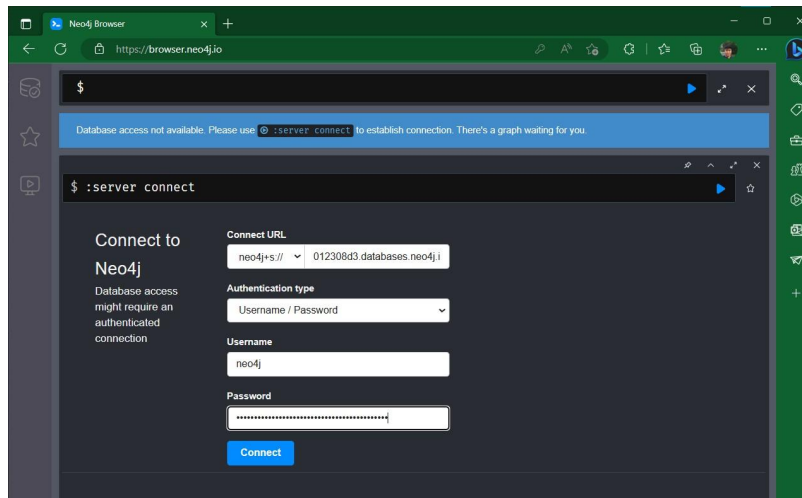 Neo4j Browser
https://browser.neo4j.io
$
Database access not available. Please use :server connect to establish connection. There's a graph waiting for you.
$ :server connect
Connect to
Neo4j
Database access
might require an
authenticated
connection
Connect URL
neo4j+s:// 012308d3.databases.neo4j.i
Authentication type
Username / Password
Username
neo4j
Password
Connect